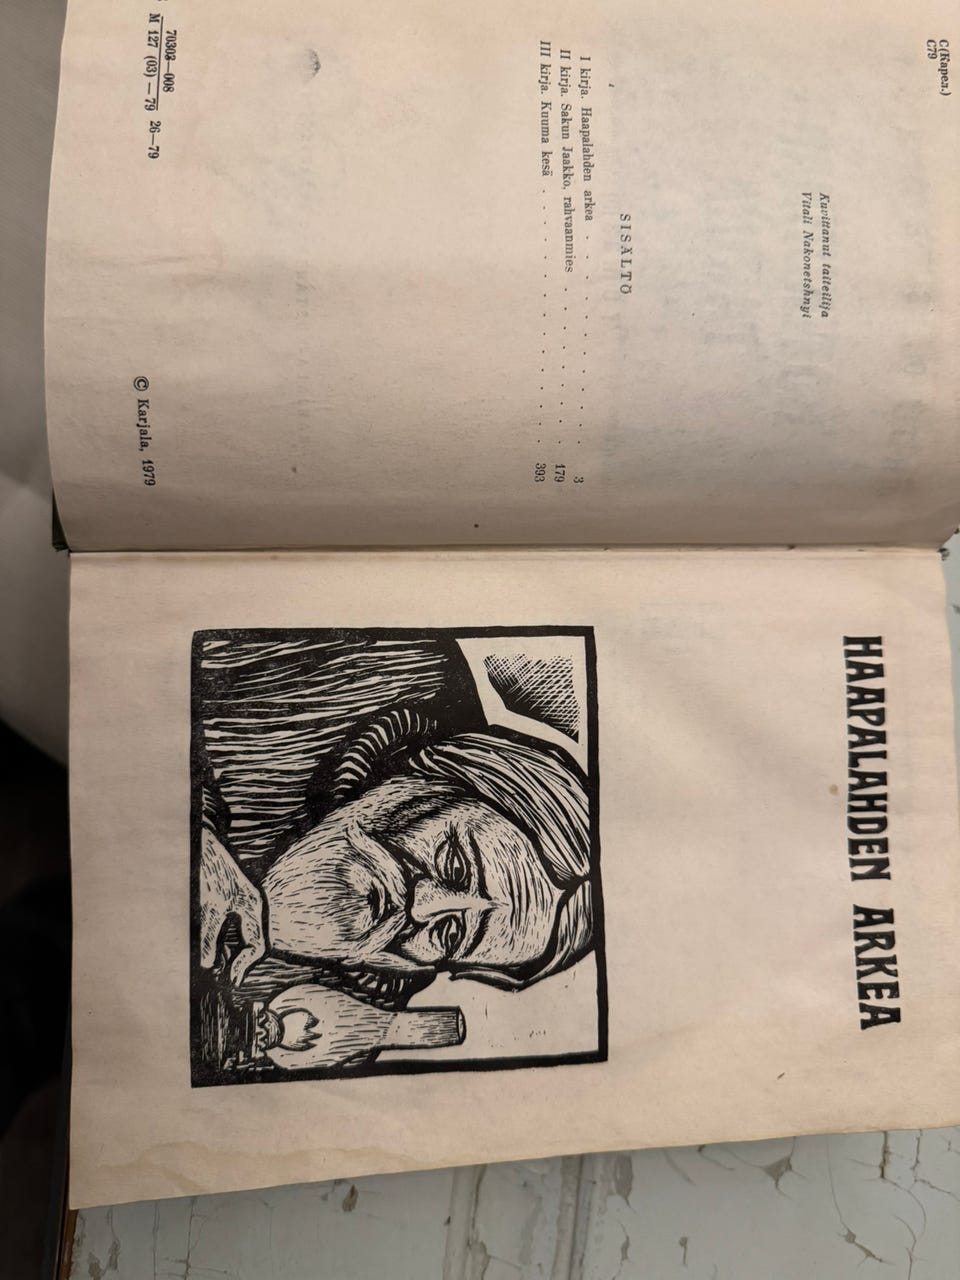 С(Карел.)
С79
Kuvittanut taiteilija
Vitali Nakonetshnyi
SISÄLTÖ
I kirja. Haapalahden arkea . . . . . . . . 3
II kirja. Sakun Jaakko, rahvaanmies . . . . . . . 179
III kirja. Kuuma kesä . . . . . . . . . 393
70303—008
M 127 (03) — 79 26—79
© Karjala, 1979
HAAPALAHDEN ARKEA